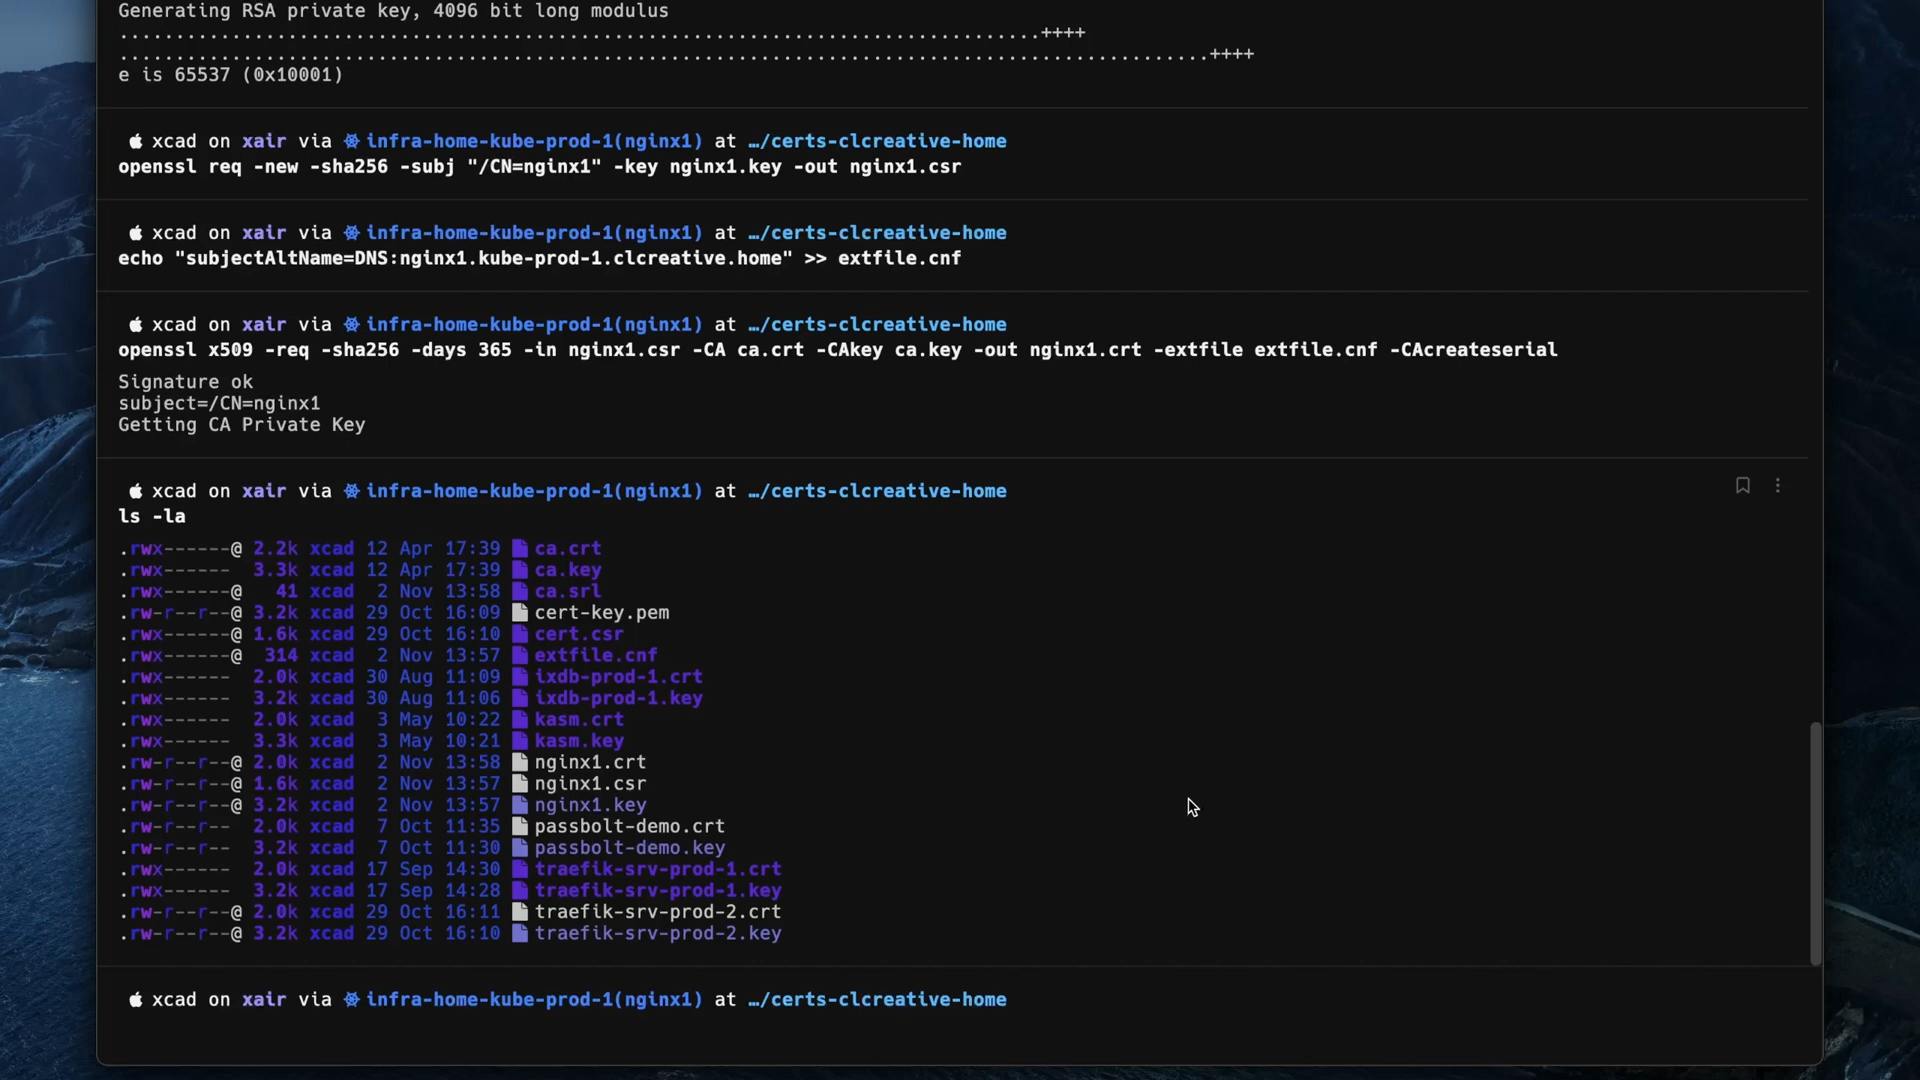 Generating RSA private key, 4096 bit long modulus
..................................................................................++++
.................................................................................................++++
e is 65537 (0x10001)
xcad on xair via infra-home-kube-prod-1(nginx1) at …/certs-clcreative-home
openssl req -new -sha256 -subj "/CN=nginx1" -key nginx1.key -out nginx1.csr
xcad on xair via infra-home-kube-prod-1(nginx1) at …/certs-clcreative-home
echo "subjectAltName=DNS:nginx1.kube-prod-1.clcreative.home" >> extfile.cnf
xcad on xair via infra-home-kube-prod-1(nginx1) at …/certs-clcreative-home
openssl x509 -req -sha256 -days 365 -in nginx1.csr -CA ca.crt -CAkey ca.key -out nginx1.crt -extfile extfile.cnf -CAcreateserial
Signature ok
subject=/CN=nginx1
Getting CA Private Key
xcad on xair via infra-home-kube-prod-1(nginx1) at …/certs-clcreative-home
ls -la
.rwx------@ 2.2k xcad 12 Apr 17:39 ca.crt
.rwx------ 3.3k xcad 12 Apr 17:39 ca.key
.rwx------@ 41 xcad 2 Nov 13:58 ca.srl
.rw-r--r--@ 3.2k xcad 29 Oct 16:09 cert-key.pem
.rwx------@ 1.6k xcad 29 Oct 16:10 cert.csr
.rwx------@ 314 xcad 2 Nov 13:57 extfile.cnf
.rwx------ 2.0k xcad 30 Aug 11:09 ixdb-prod-1.crt
.rwx------ 3.2k xcad 30 Aug 11:06 ixdb-prod-1.key
.rwx------ 2.0k xcad 3 May 10:22 kasm.crt
.rwx------ 3.3k xcad 3 May 10:21 kasm.key
.rw-r--r--@ 2.0k xcad 2 Nov 13:58 nginx1.crt
.rw-r--r--@ 1.6k xcad 2 Nov 13:57 nginx1.csr
.rw-r--r--@ 3.2k xcad 2 Nov 13:57 nginx1.key
.rw-r--r-- 2.0k xcad 7 Oct 11:35 passbolt-demo.crt
.rw-r--r-- 3.2k xcad 7 Oct 11:30 passbolt-demo.key
.rwx------ 2.0k xcad 17 Sep 14:30 traefik-srv-prod-1.crt
.rwx------ 3.2k xcad 17 Sep 14:28 traefik-srv-prod-1.key
.rw-r--r--@ 2.0k xcad 29 Oct 16:11 traefik-srv-prod-2.crt
.rw-r--r--@ 3.2k xcad 29 Oct 16:10 traefik-srv-prod-2.key
xcad on xair via infra-home-kube-prod-1(nginx1) at …/certs-clcreative-home